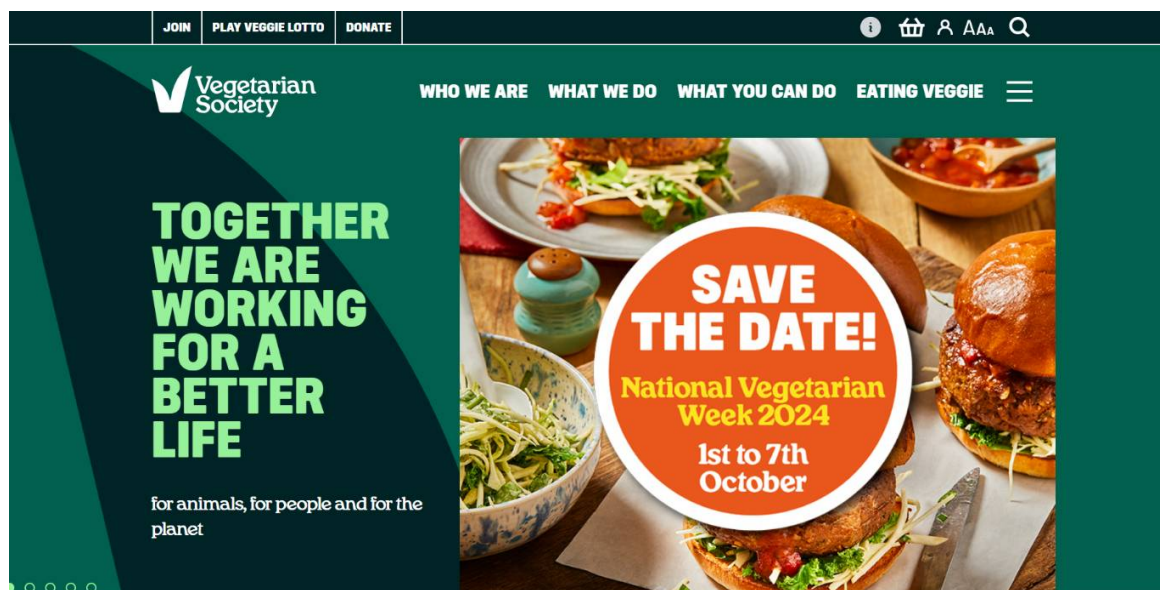 JOIN
PLAY VEGGIE LOTTO
DONATE
i
AAA
Vegetarian
Society
WHO WE ARE
WHAT WE DO
WHAT YOU CAN DO
EATING VEGGIE
TOGETHER
WE ARE
WORKING
FOR A
BETTER
LIFE
for animals, for people and for the
planet
SAVE
THE DATE!
National Vegetarian
Week 2024
1st to 7th
October